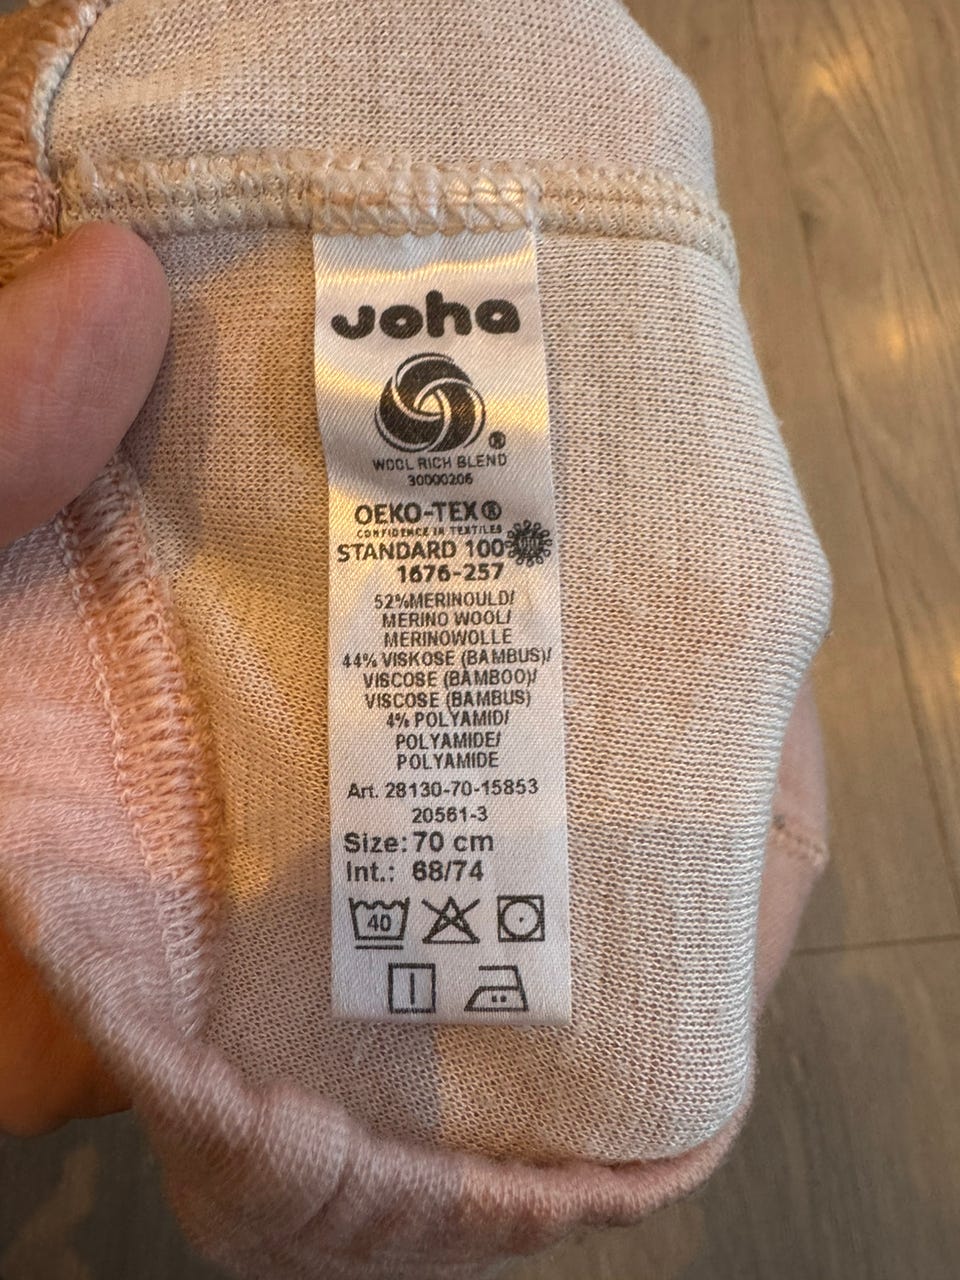 Joha
WOOL RICH BLEND
30000206
OEKO-TEX®
CONFIDENCE IN TEXTILES
STANDARD 100
1676-257
52%MERINOULD/
MERINO WOOL/
MERINOWOLLE
44% VISKOSE (BAMBUS)/
VISCOSE (BAMBOO)/
VISCOSE (BAMBUS)
4% POLYAMID/
POLYAMIDE/
POLYAMIDE
Art. 28130-70-15853
20561-3
Size: 70 cm
Int.: 68/74
40